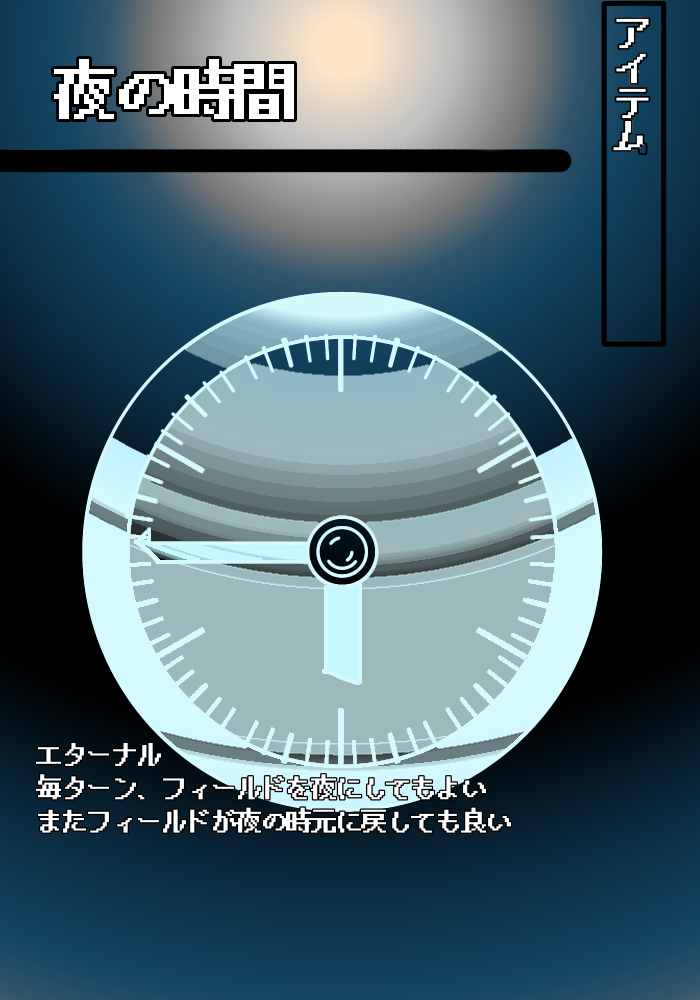 夜の時間
アイテム
エターナル
毎ターン、フィールドを夜にしてもよい
またフィールドが夜の時元に戻しても良い